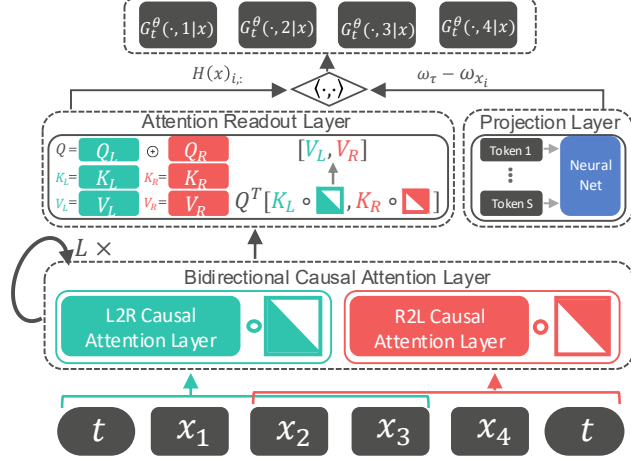 G_t^θ(·, 1|x) G_t^θ(·, 2|x) G_t^θ(·, 3|x) G_t^θ(·, 4|x)
H(x)_{i,:} ⟨·,·⟩ ω_τ − ω_{x_i}
Attention Readout Layer
Q= Q_L ⊕ Q_R
K_L= K_L K_R= K_R
V_L= V_L V_R= V_R
[V_L, V_R]
Q^T[K_L ∘ , K_R ∘ ]
Projection Layer
Token 1
⋮
Token S
Neural
Net
L ×
Bidirectional Causal Attention Layer
L2R Causal
Attention Layer
R2L Causal
Attention Layer
t x_1 x_2 x_3 x_4 t